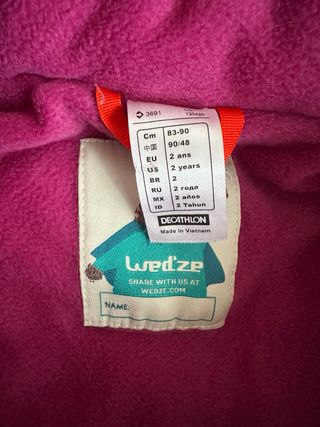 3691
Cm 83-90
中国 90/48
EU 2 ans
US 2 years
BR 2
RU 2 года
MX 2 años
ID 2 Tahun
DECATHLON
Made in Vietnam
Wed'ze
SHARE WITH US AT
WEDZE.COM
NAME: